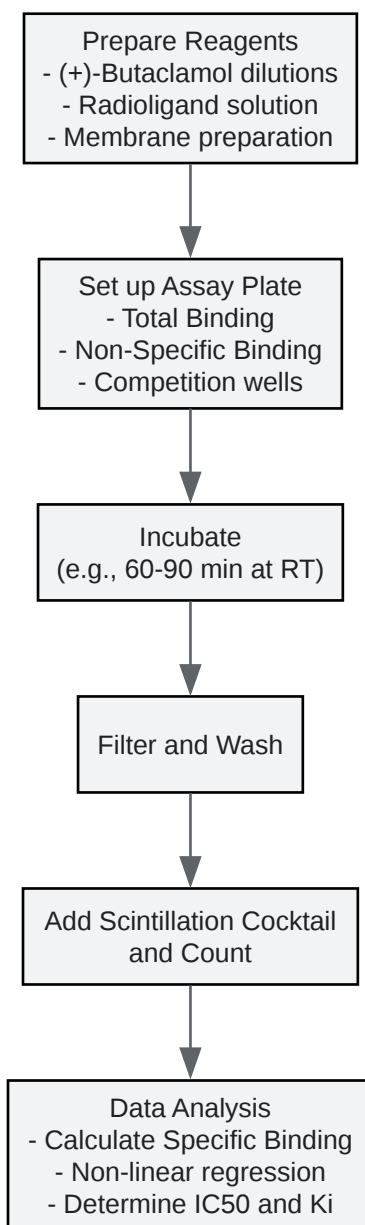 Prepare Reagents
- (+)-Butaclamol dilutions
- Radioligand solution
- Membrane preparation
Set up Assay Plate
- Total Binding
- Non-Specific Binding
- Competition wells
Incubate
(e.g., 60-90 min at RT)
Filter and Wash
Add Scintillation Cocktail
and Count
Data Analysis
- Calculate Specific Binding
- Non-linear regression
- Determine IC50 and Ki